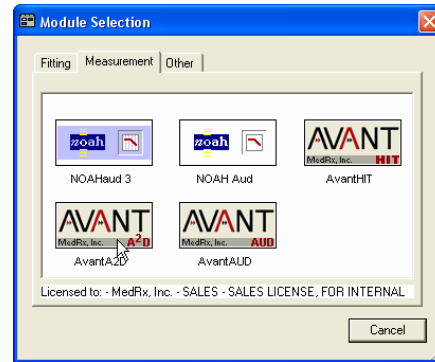 Module Selection
Fitting Measurement Other
noah noah AVANT
MedRx, Inc. HIT
NOAHaud 3 NOAH Aud AvantHIT
AVANT AVANT
MedRx, Inc. A2D MedRx, Inc. AUD
AvantA2D AvantAUD
Licensed to: - MedRx, Inc. - SALES - SALES LICENSE, FOR INTERNAL
Cancel